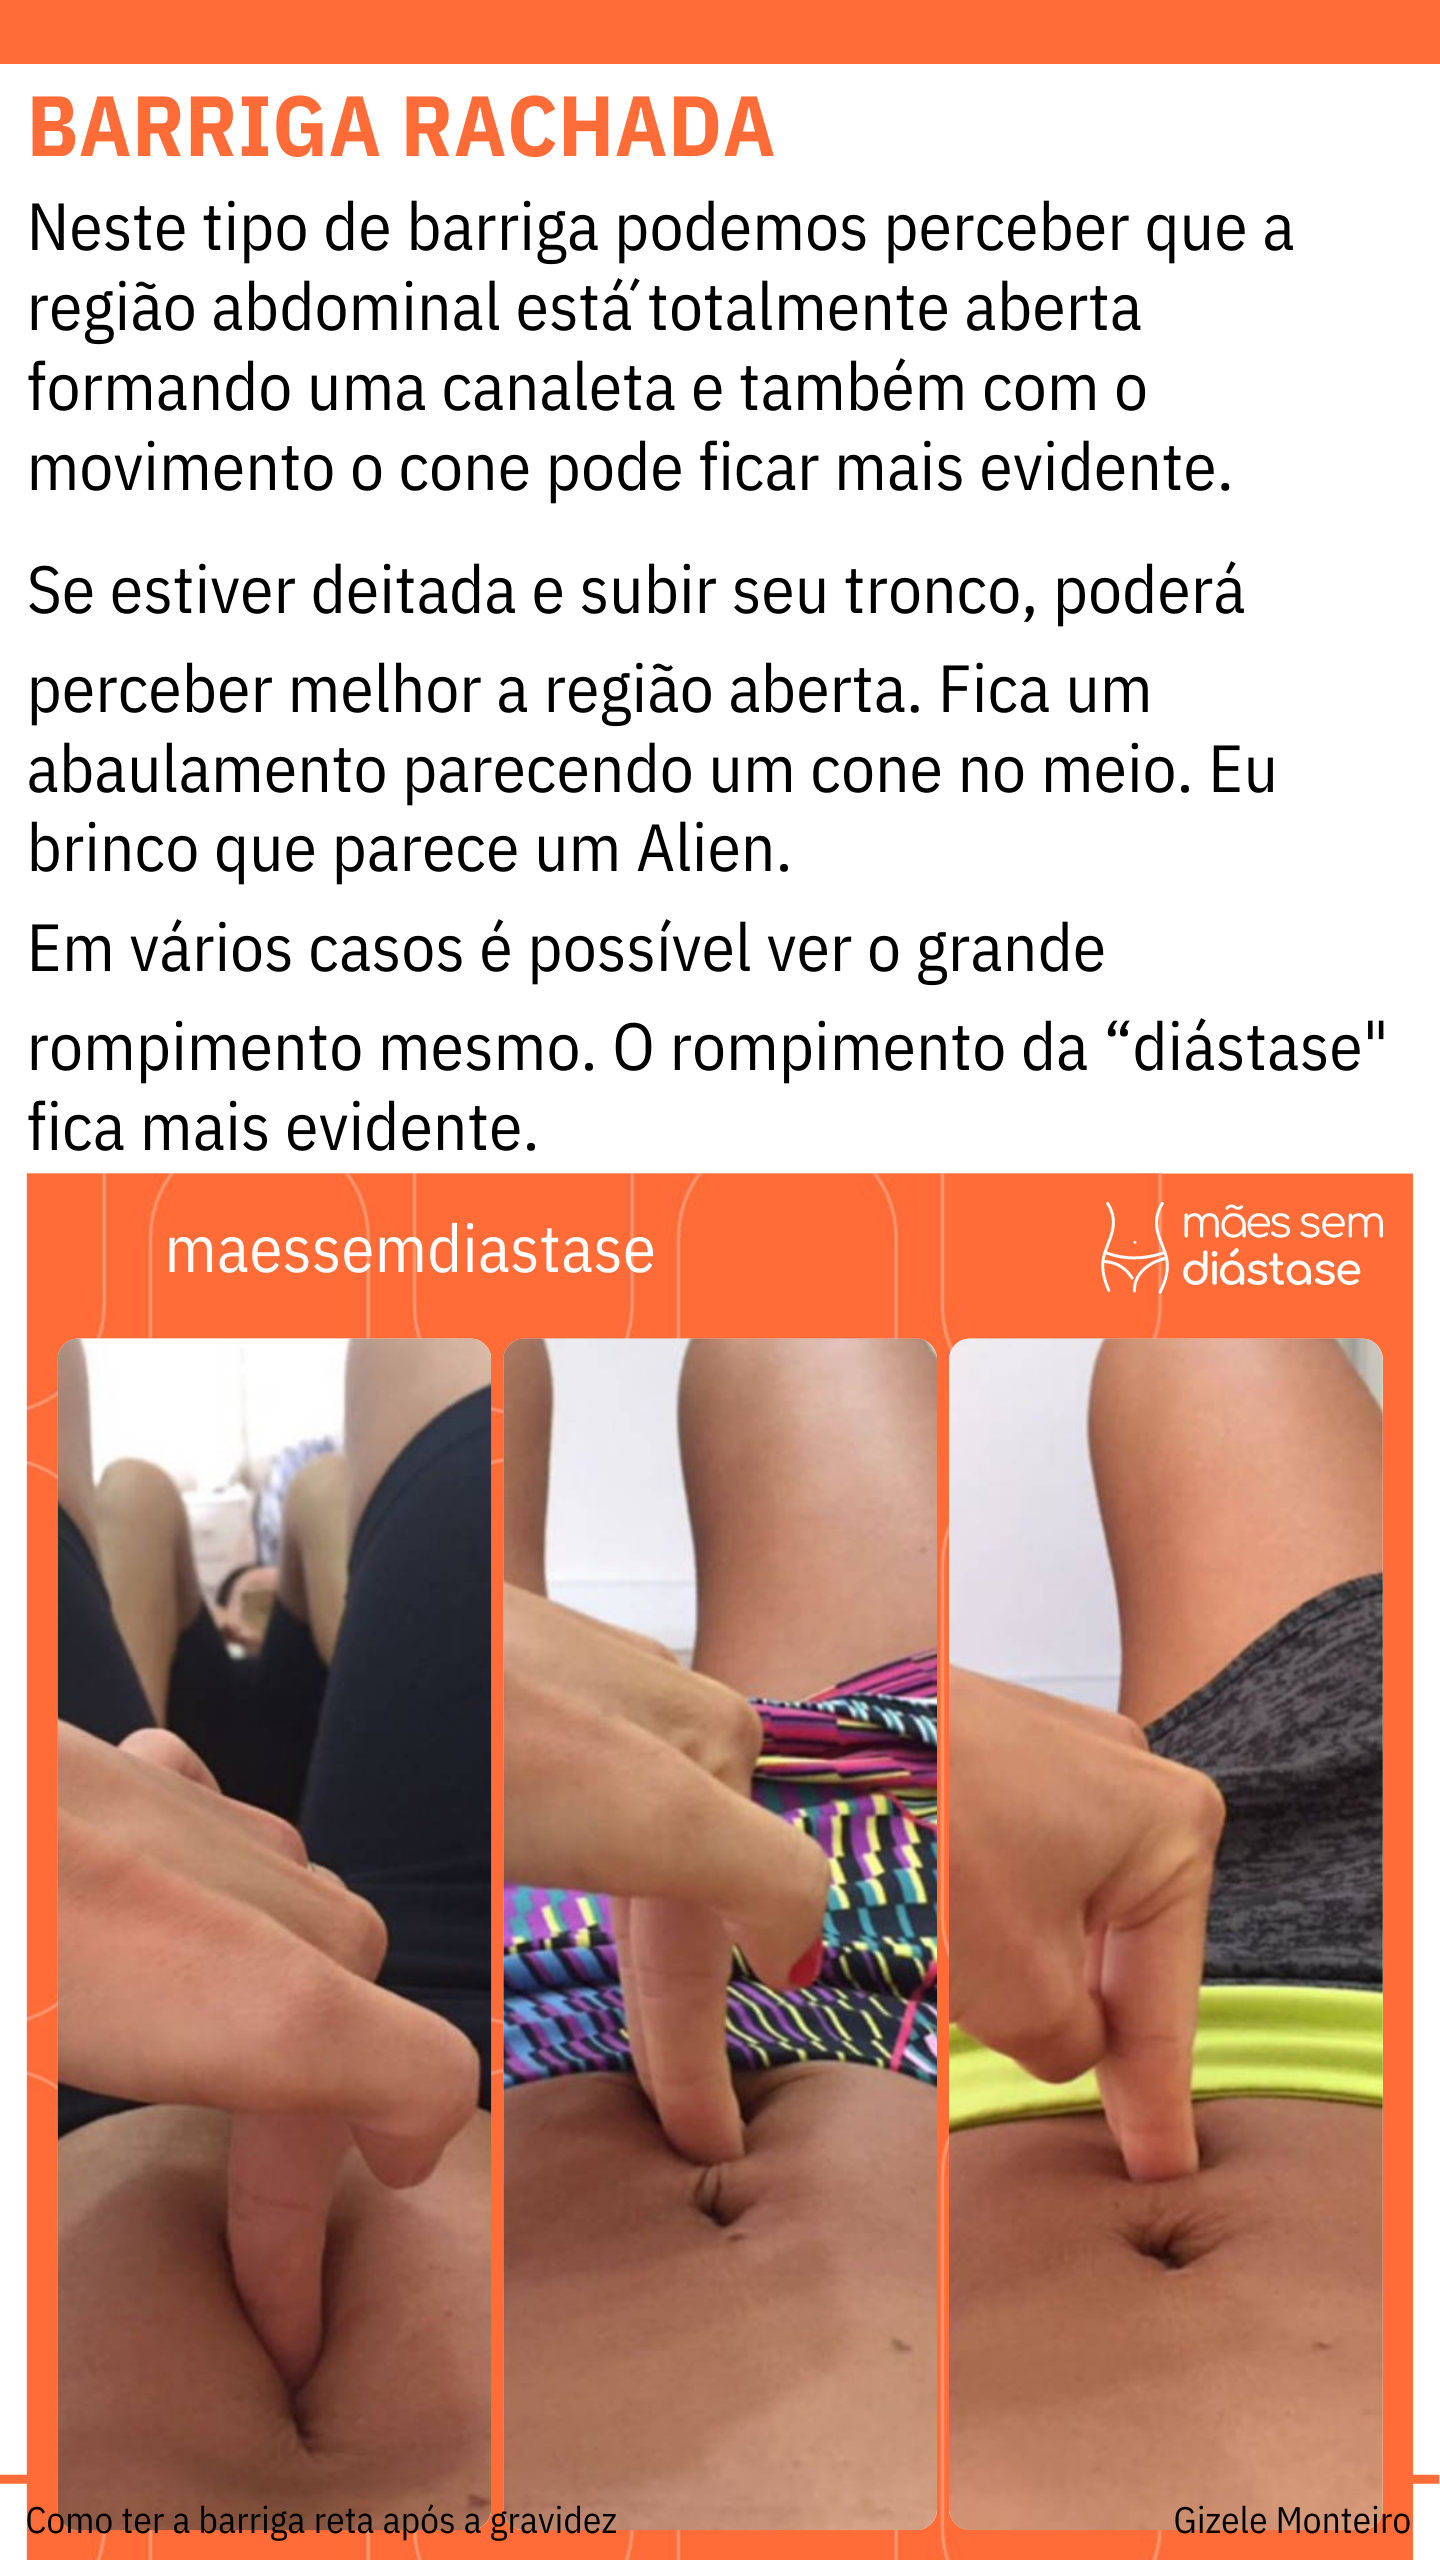 BARRIGA RACHADA
Neste tipo de barriga podemos perceber que a
região abdominal está´totalmente aberta
formando uma canaleta e também com o
movimento o cone pode ficar mais evidente.
Se estiver deitada e subir seu tronco, poderá
perceber melhor a região aberta. Fica um
abaulamento parecendo um cone no meio. Eu
brinco que parece um Alien.
Em vários casos é possível ver o grande
rompimento mesmo. O rompimento da “diástase"
fica mais evidente.
maessemdiastase
mães sem
diástase
Como ter a barriga reta após a gravidez
Gizele Monteiro